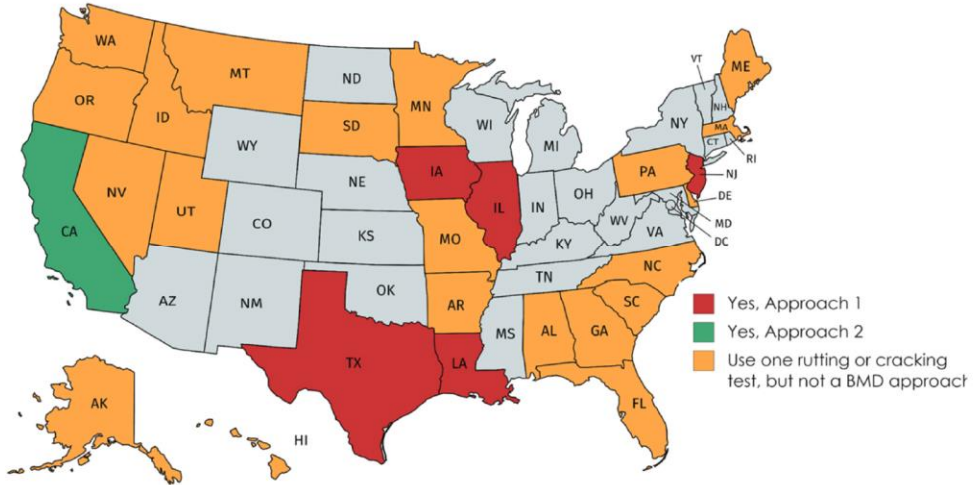 WA
MT
ND
MN
OR
ID
SD
WI
MI
NY
VT
NH
ME
MA
CT
RI
WY
IA
NE
PA
NJ
NV
UT
CO
IL
IN
OH
DE
CA
KS
MO
WV
VA
MD
KY
DC
AZ
NM
OK
AR
TN
NC
SC
MS
AL
GA
TX
LA
FL
AK
HI
Yes, Approach 1
Yes, Approach 2
Use one rutting or cracking
test, but not a BMD approach